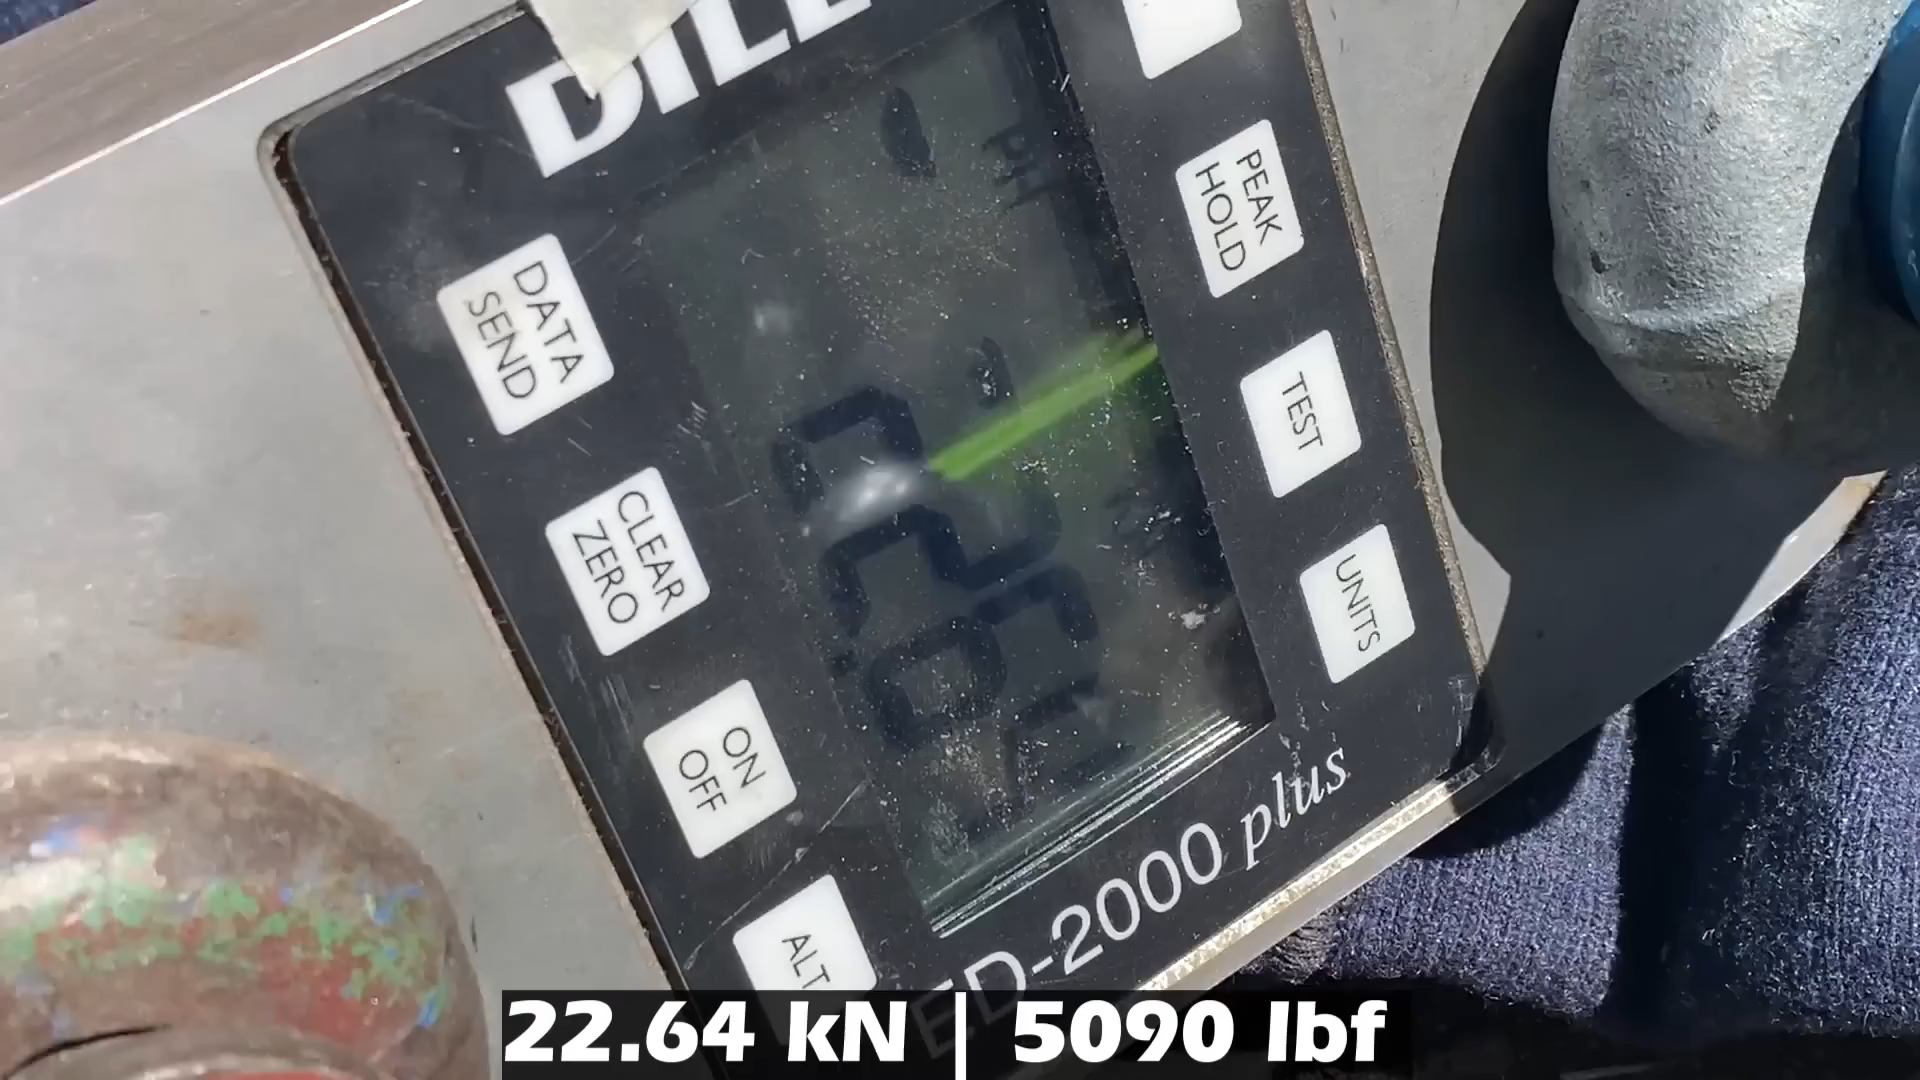 DILL
PEAK
HOLD
DATA
SEND
TEST
CLEAR
ZERO
UNITS
ON
OFF
ALT
ED-2000 plus
22.64 kN | 5090 lbf